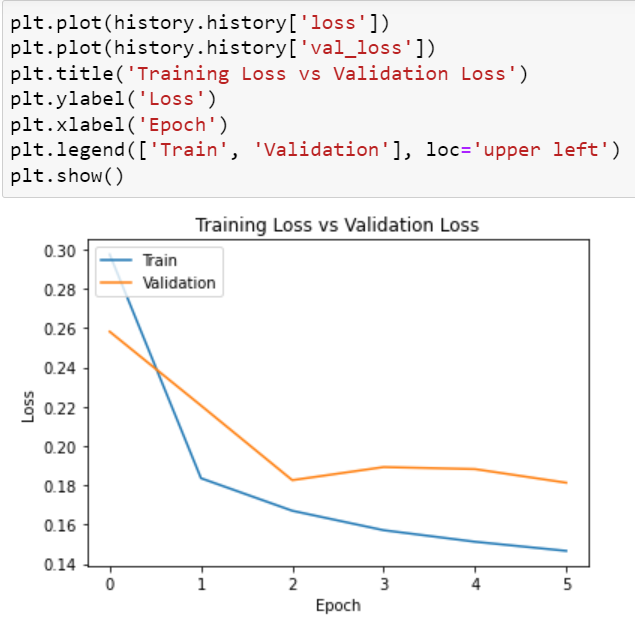 plt.plot(history.history['loss'])
plt.plot(history.history['val_loss'])
plt.title('Training Loss vs Validation Loss')
plt.ylabel('Loss')
plt.xlabel('Epoch')
plt.legend(['Train', 'Validation'], loc='upper left')
plt.show()
Training Loss vs Validation Loss
Train
Validation
0.30
0.28
0.26
0.24
0.22
0.20
0.18
0.16
0.14
Loss
0 1 2 3 4 5
Epoch